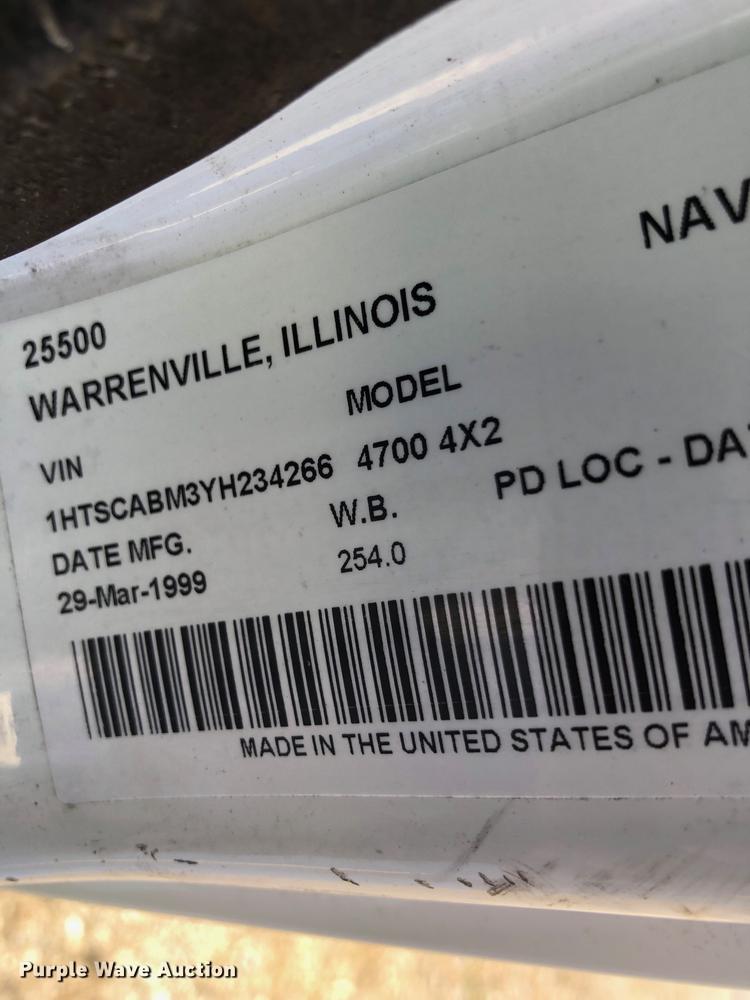 NAV
25500
WARRENVILLE, ILLINOIS
VIN MODEL
1HTSCABM3YH234266 4700 4X2
DATE MFG. W.B. PD LOC - DA
29-Mar-1999 254.0
MADE IN THE UNITED STATES OF AM
Purple Wave Auction